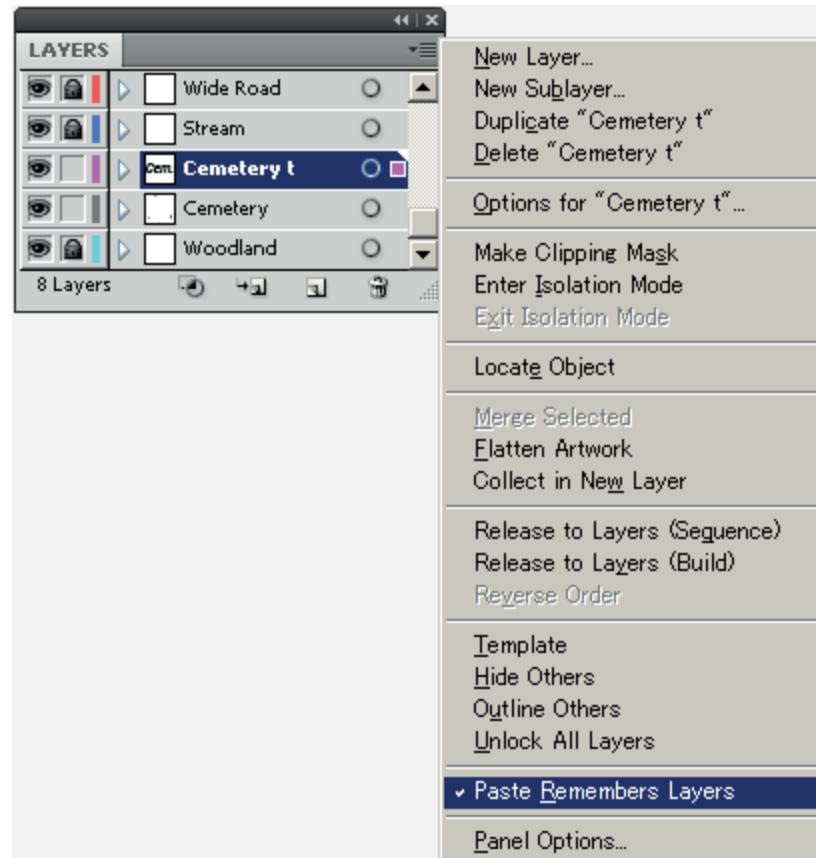 LAYERS
Wide Road
Stream
Cem. Cemetery t
Cemetery
Woodland
8 Layers
New Layer...
New Sublayer...
Duplicate "Cemetery t"
Delete "Cemetery t"
Options for "Cemetery t"...
Make Clipping Mask
Enter Isolation Mode
Exit Isolation Mode
Locate Object
Merge Selected
Flatten Artwork
Collect in New Layer
Release to Layers (Sequence)
Release to Layers (Build)
Reverse Order
Template
Hide Others
Outline Others
Unlock All Layers
Paste Remembers Layers
Panel Options...